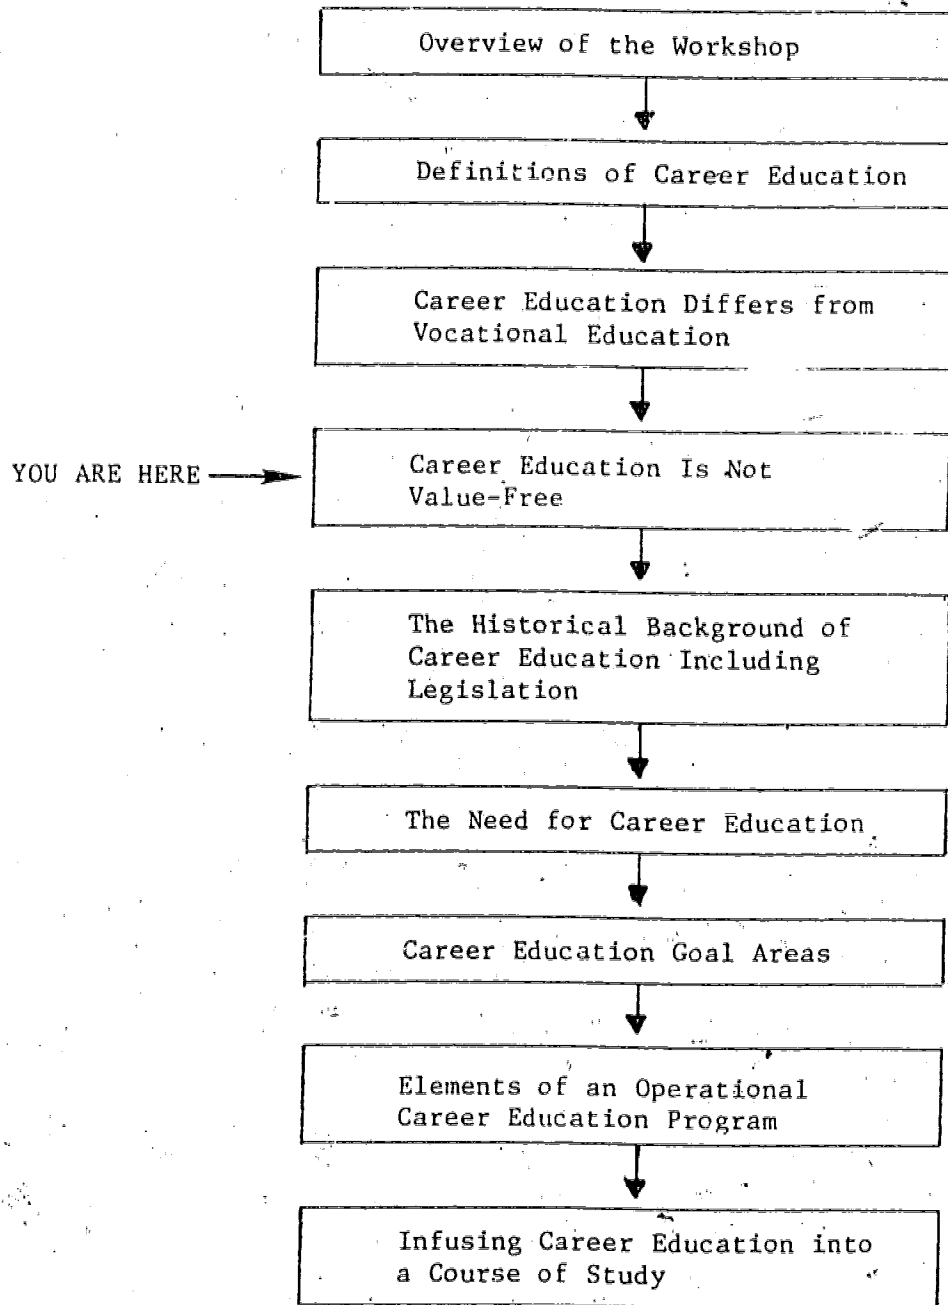 Overview of the Workshop
Definitions of Career Education
Career Education Differs from
Vocational Education
YOU ARE HERE
Career Education Is Not
Value-Free
The Historical Background of
Career Education Including
Legislation
The Need for Career Education
Career Education Goal Areas
Elements of an Operational
Career Education Program
Infusing Career Education into
a Course of Study